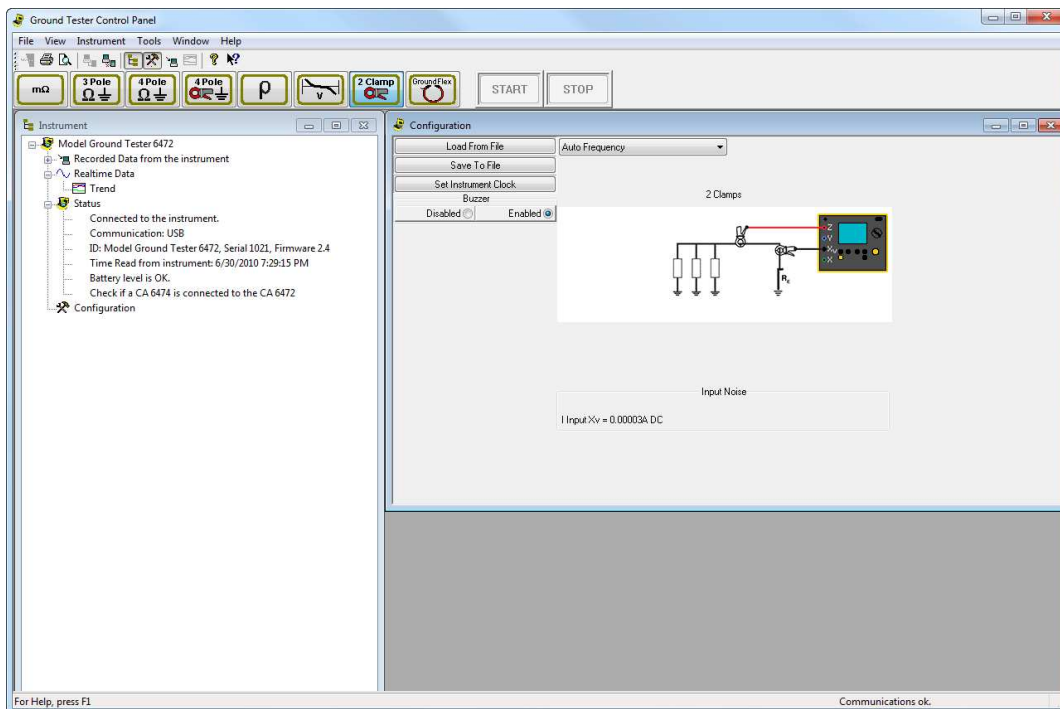 Ground Tester Control Panel
File View Instrument Tools Window Help
mΩ
3 Pole
Ω
4 Pole
Ω
4 Pole
ρ
V
2 Clamp
GroundFlex
START
STOP
Instrument
Model Ground Tester 6472
Recorded Data from the instrument
Realtime Data
Trend
Status
Connected to the instrument.
Communication: USB
ID: Model Ground Tester 6472, Serial 1021, Firmware 2.4
Time Read from instrument: 6/30/2010 7:29:15 PM
Battery level is OK.
Check if a CA 6474 is connected to the CA 6472
Configuration
Configuration
Load From File
Auto Frequency
Save To File
Set Instrument Clock
Buzzer
Disabled
Enabled
2 Clamps
Z
Y
Xv
X
Rx
Input Noise
I Input Xv = 0.00003A DC
For Help, press F1
Communications ok.